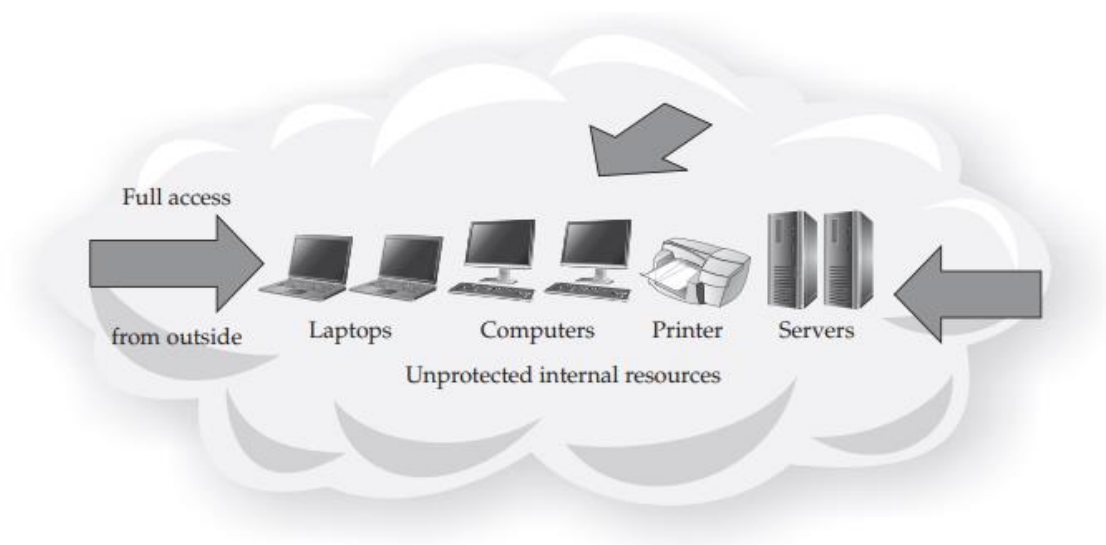 Full access
from outside
Laptops
Computers
Printer
Servers
Unprotected internal resources